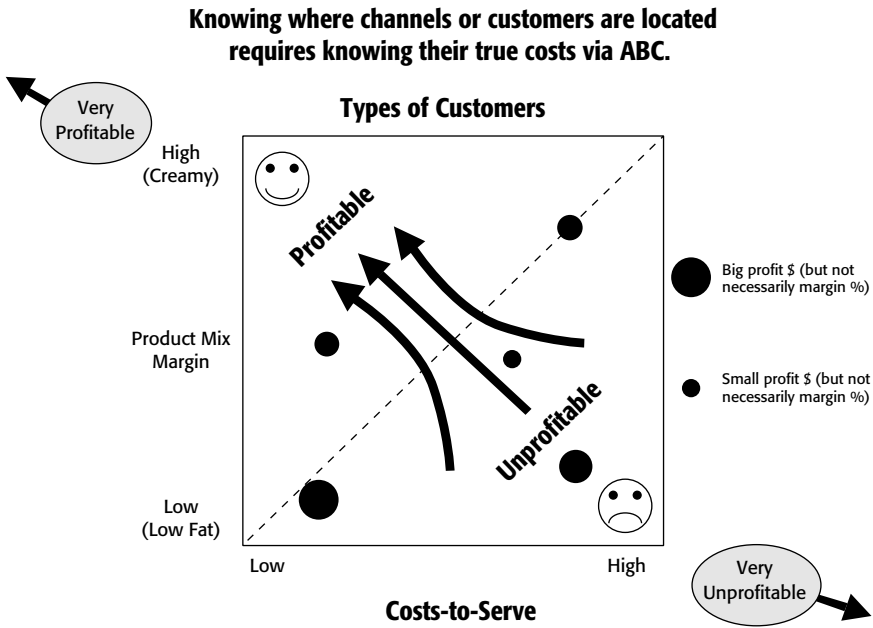 Knowing where channels or customers are located
requires knowing their true costs via ABC.
Very
Profitable
Types of Customers
High
(Creamy)
Profitable
Big profit $ (but not
necessarily margin %)
Product Mix
Margin
Small profit $ (but not
necessarily margin %)
Unprofitable
Low
(Low Fat)
Low
High
Very
Unprofitable
Costs-to-Serve